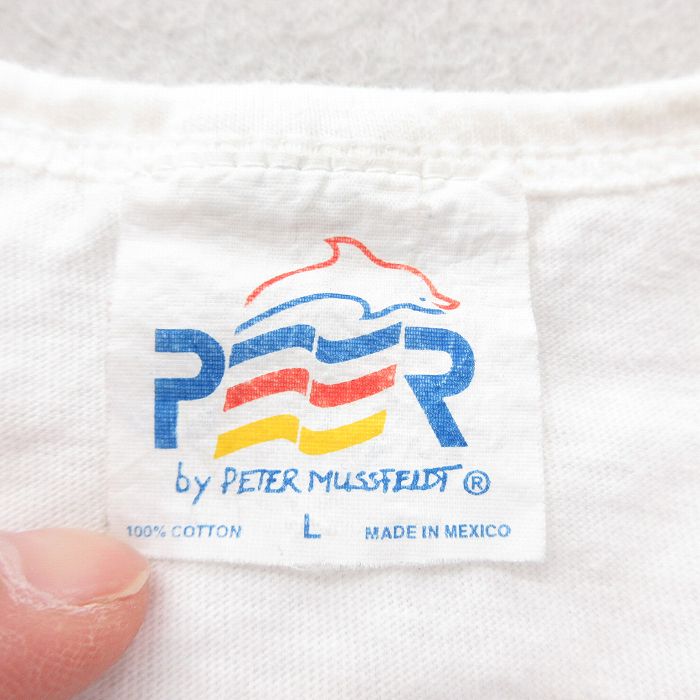 PEER
by PETER MUSSFELDT ®
100% COTTON L MADE IN MEXICO